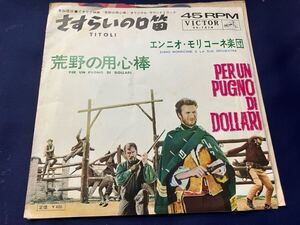 45 RPM
VICTOR
さすらいの口笛
TITOLI
エンニオ・モリコーネ楽団
ENNIO MORRICONE E LA SUA ORCHESTRA
荒野の用心棒
PER UN PUGNO DI DOLLARI
PER UN
PUGNO
DI
DOLLARI